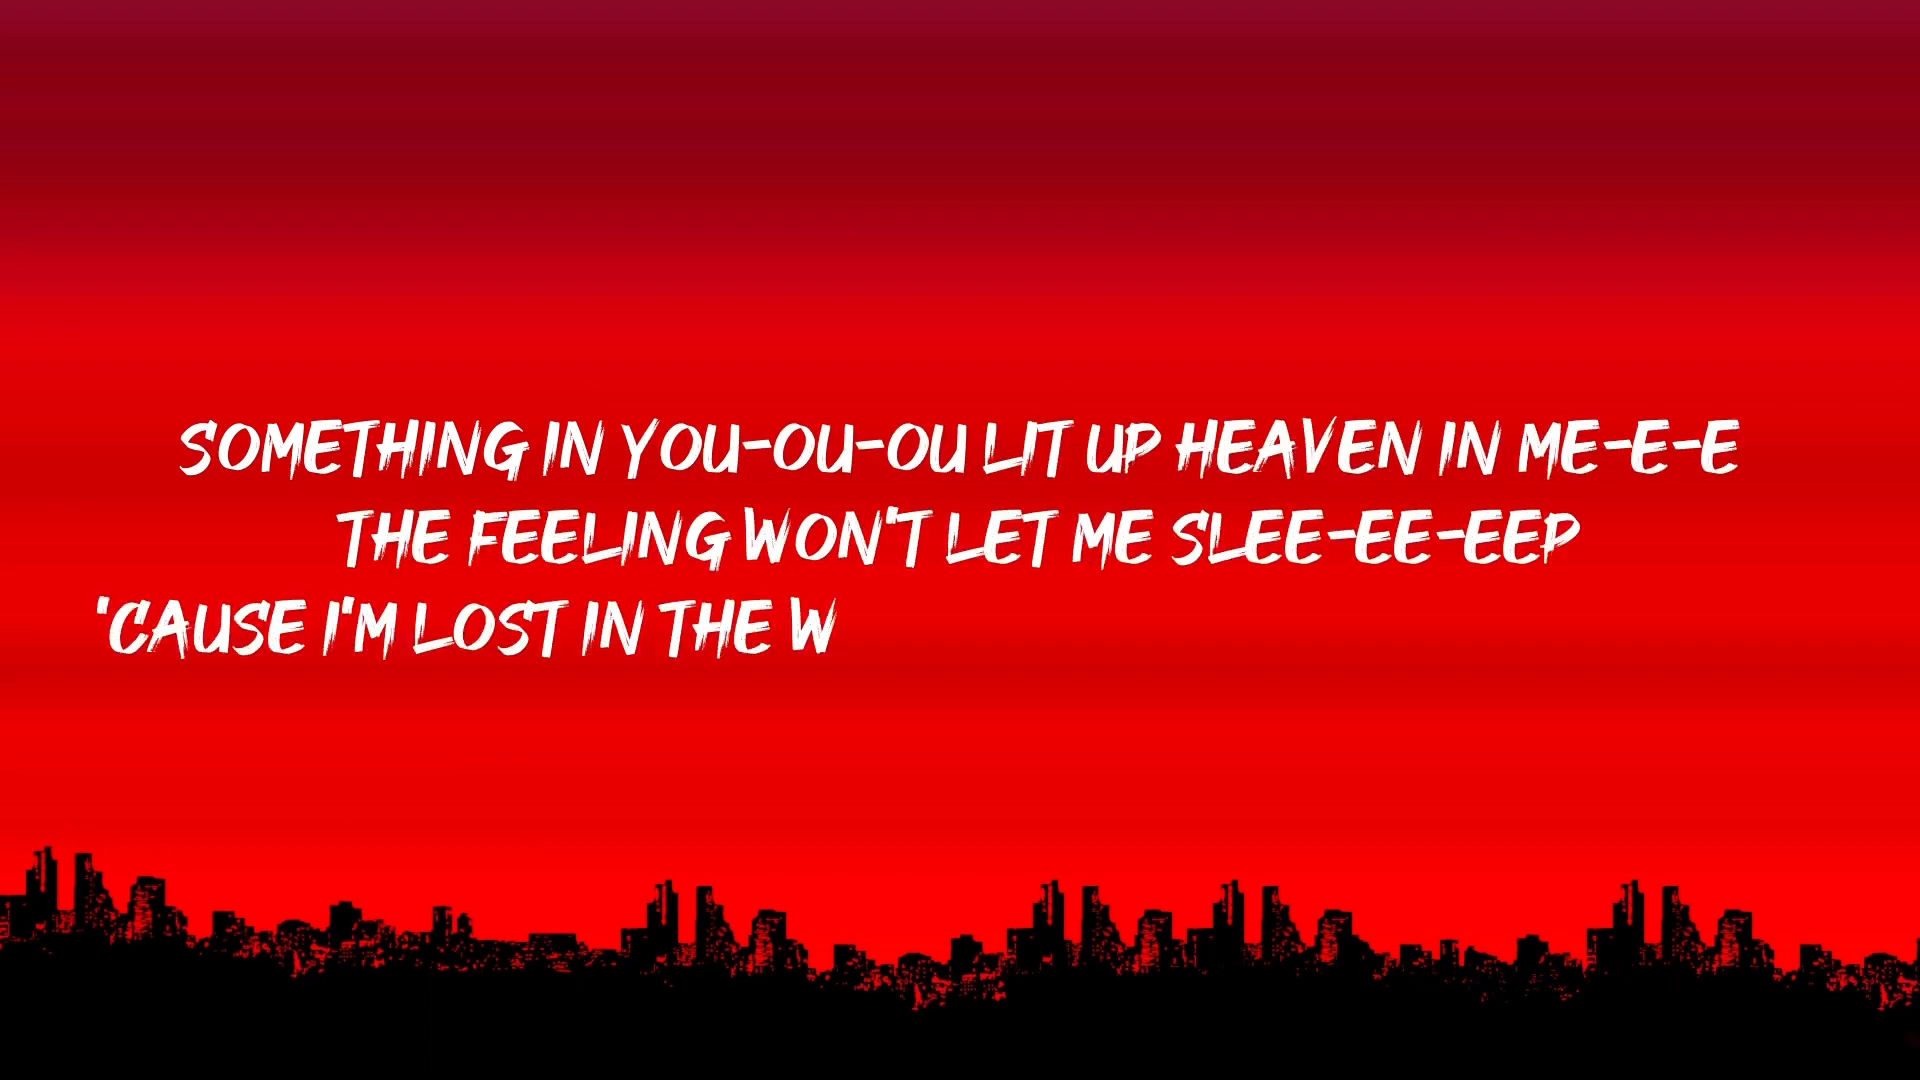 SOMETHING IN YOU-OU-OU LIT UP HEAVEN IN ME-E-E
THE FEELING WON'T LET ME SLEE-EE-EEP
'CAUSE I'M LOST IN THE W